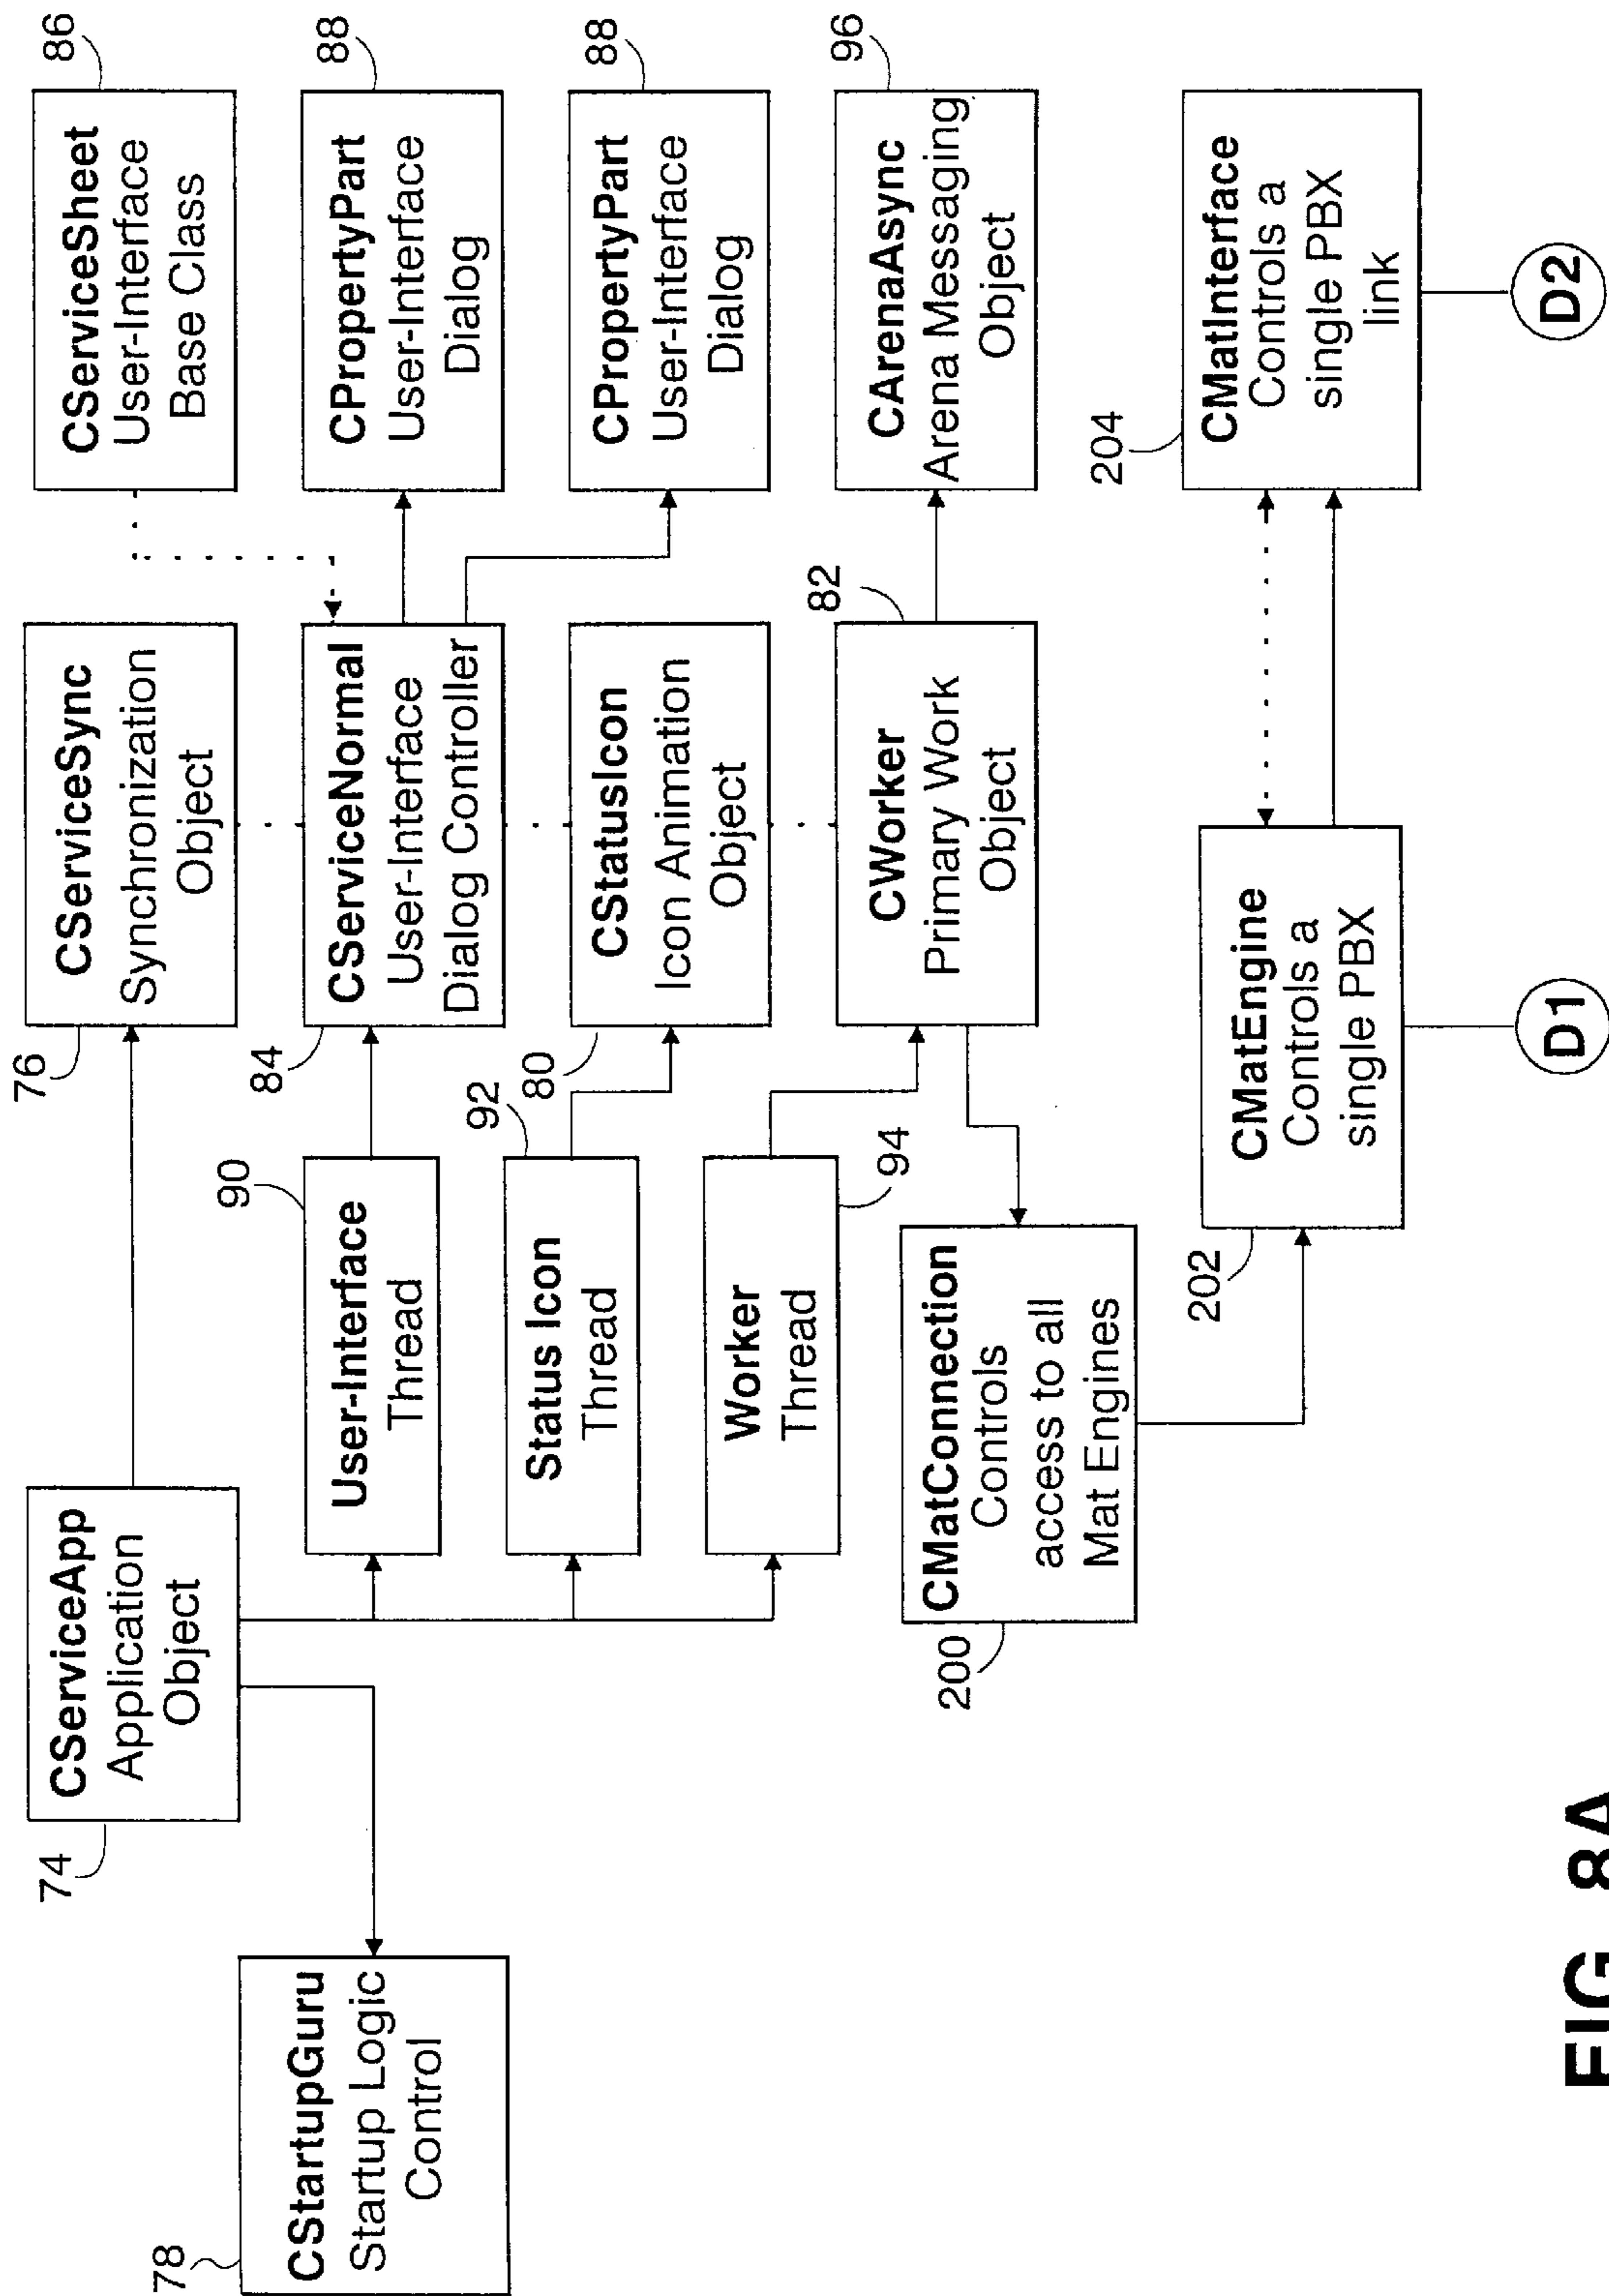 74
CServiceApp
Application
Object
76
CServiceSync
Synchronization
Object
86
CServiceSheet
User-Interface
Base Class
78
CStartupGuru
Startup Logic
Control
90
User-Interface
Thread
84
CServiceNormal
User-Interface
Dialog Controller
88
CPropertyPart
User-Interface
Dialog
92
Status Icon
Thread
80
CStatusIcon
Icon Animation
Object
88
CPropertyPart
User-Interface
Dialog
Worker
Thread
94
82
CWorker
Primary Work
Object
96
CArenaAsync
Arena Messaging
Object
200
CMatConnection
Controls
access to all
Mat Engines
202
CMatEngine
Controls a
single PBX
204
CMatInterface
Controls a
single PBX
link
D1
D2
FIG. 8A